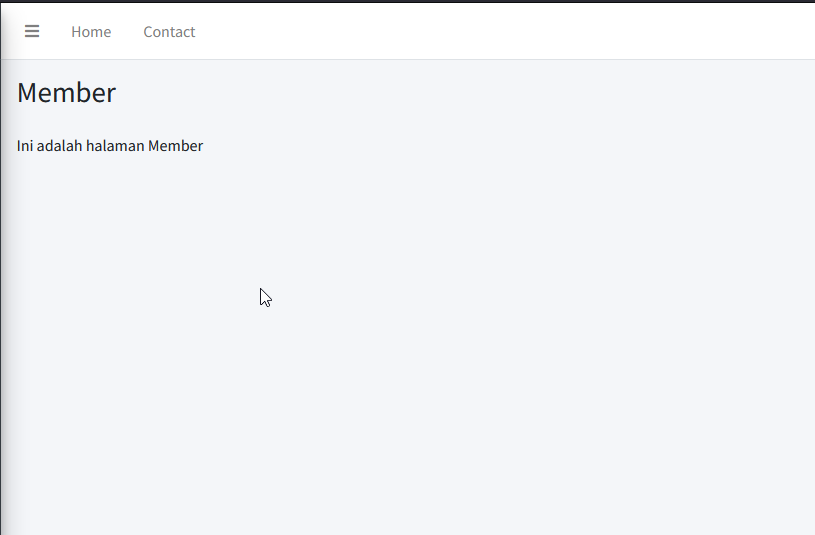 Home Contact
Member
Ini adalah halaman Member